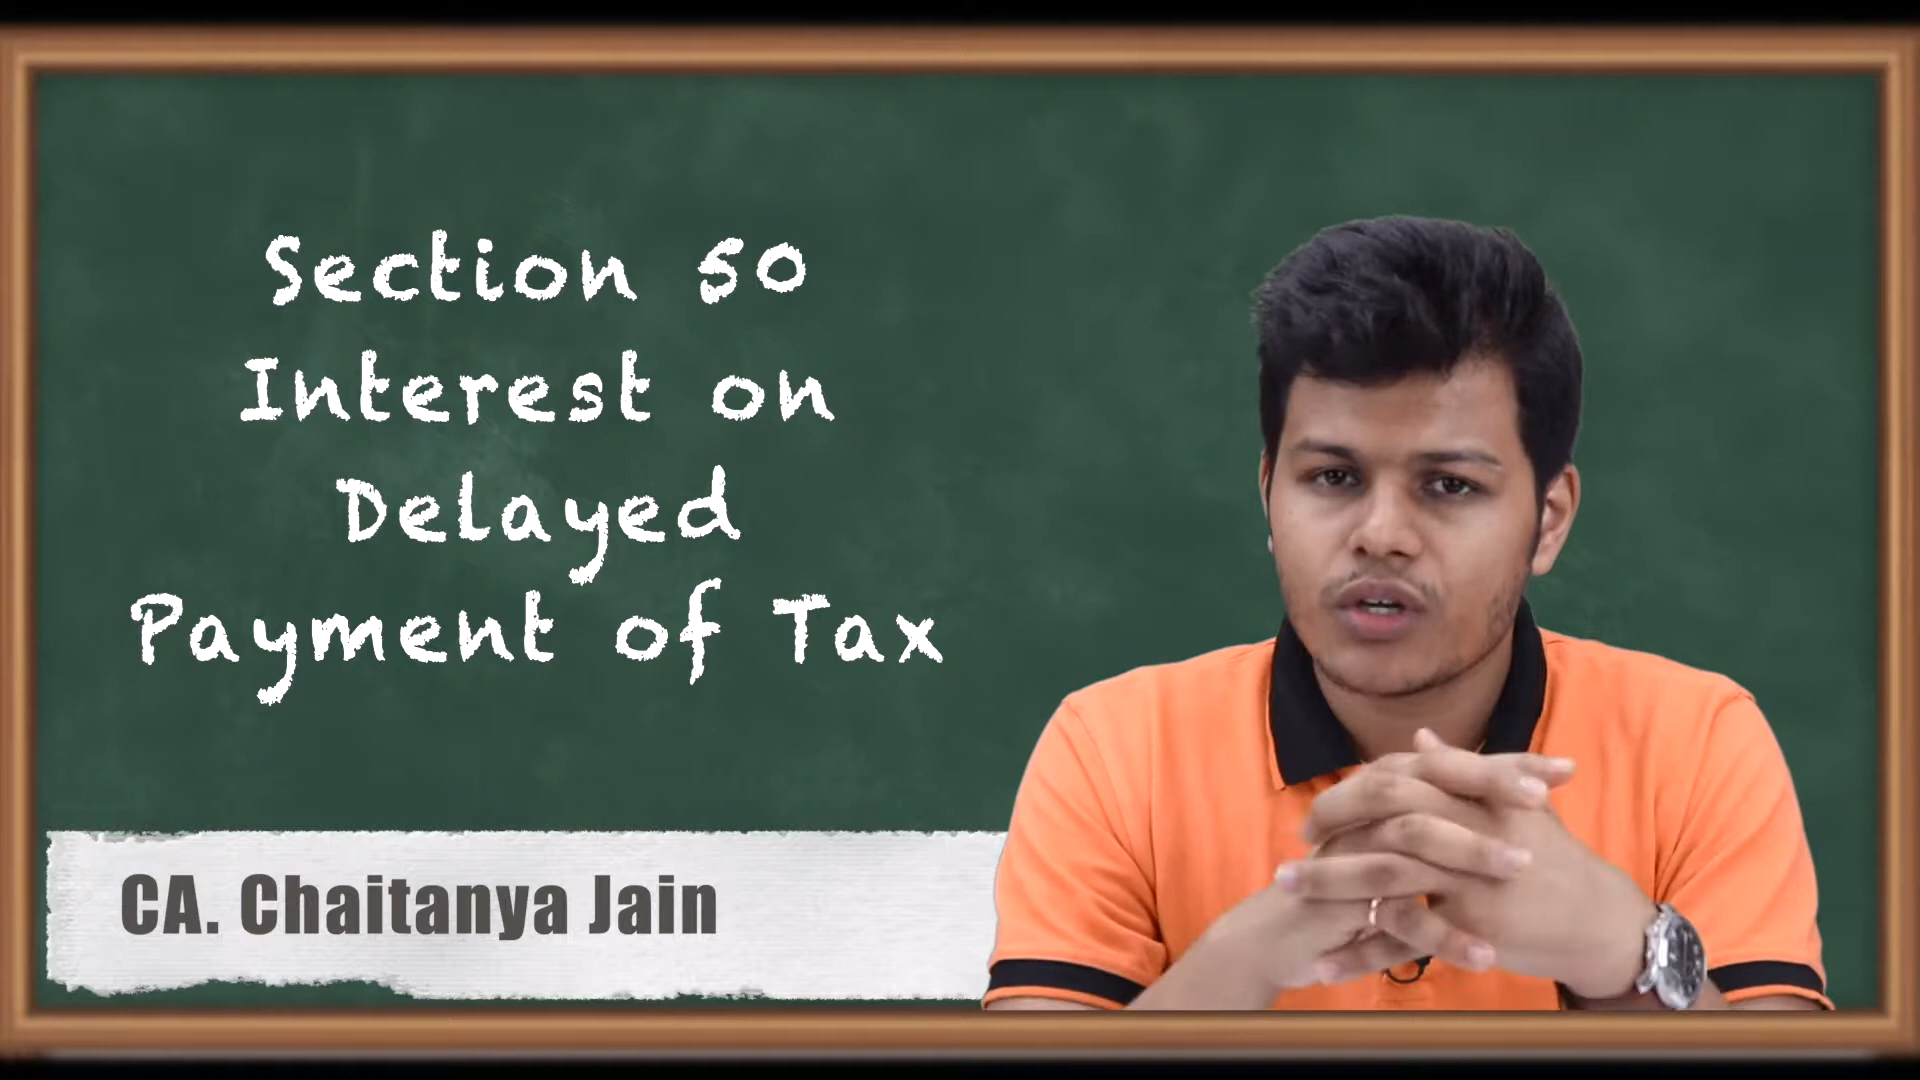 Section 50
Interest on
Delayed
Payment of Tax
CA. Chaitanya Jain